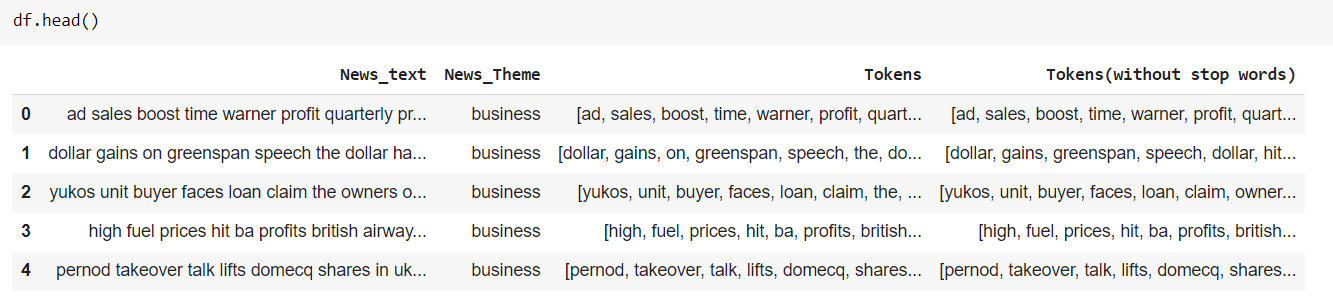 df.head()
News_text News_Theme Tokens Tokens(without stop words)
0 ad sales boost time warner profit quarterly pr... business [ad, sales, boost, time, warner, profit, quart... [ad, sales, boost, time, warner, profit, quart...
1 dollar gains on greenspan speech the dollar ha... business [dollar, gains, on, greenspan, speech, the, do... [dollar, gains, greenspan, speech, dollar, hit...
2 yukos unit buyer faces loan claim the owners o... business [yukos, unit, buyer, faces, loan, claim, the, ... [yukos, unit, buyer, faces, loan, claim, owner...
3 high fuel prices hit ba profits british airway... business [high, fuel, prices, hit, ba, profits, british... [high, fuel, prices, hit, ba, profits, british...
4 pernod takeover talk lifts domecq shares in uk... business [pernod, takeover, talk, lifts, domecq, shares... [pernod, takeover, talk, lifts, domecq, shares...